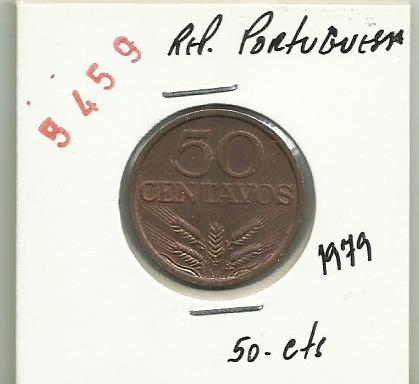 Rep. Portuguesa
5459
50
CENTAVOS
1979
50-cts